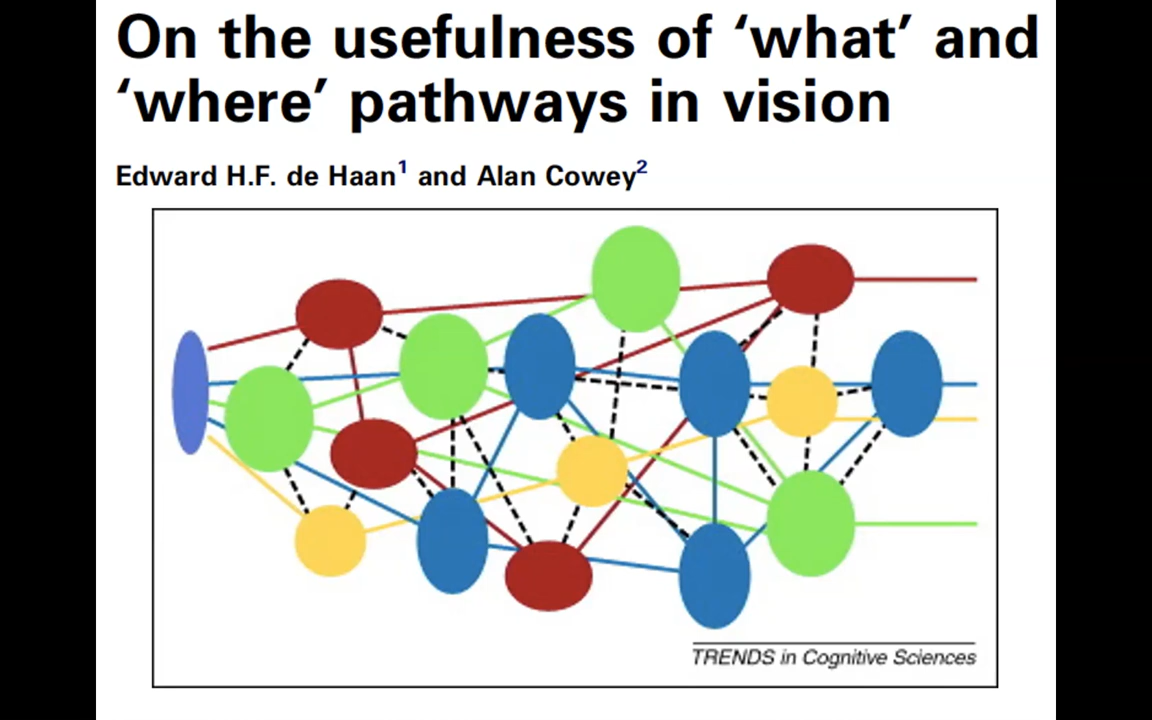 On the usefulness of ‘what’ and
‘where’ pathways in vision
Edward H.F. de Haan1 and Alan Cowey2
TRENDS in Cognitive Sciences